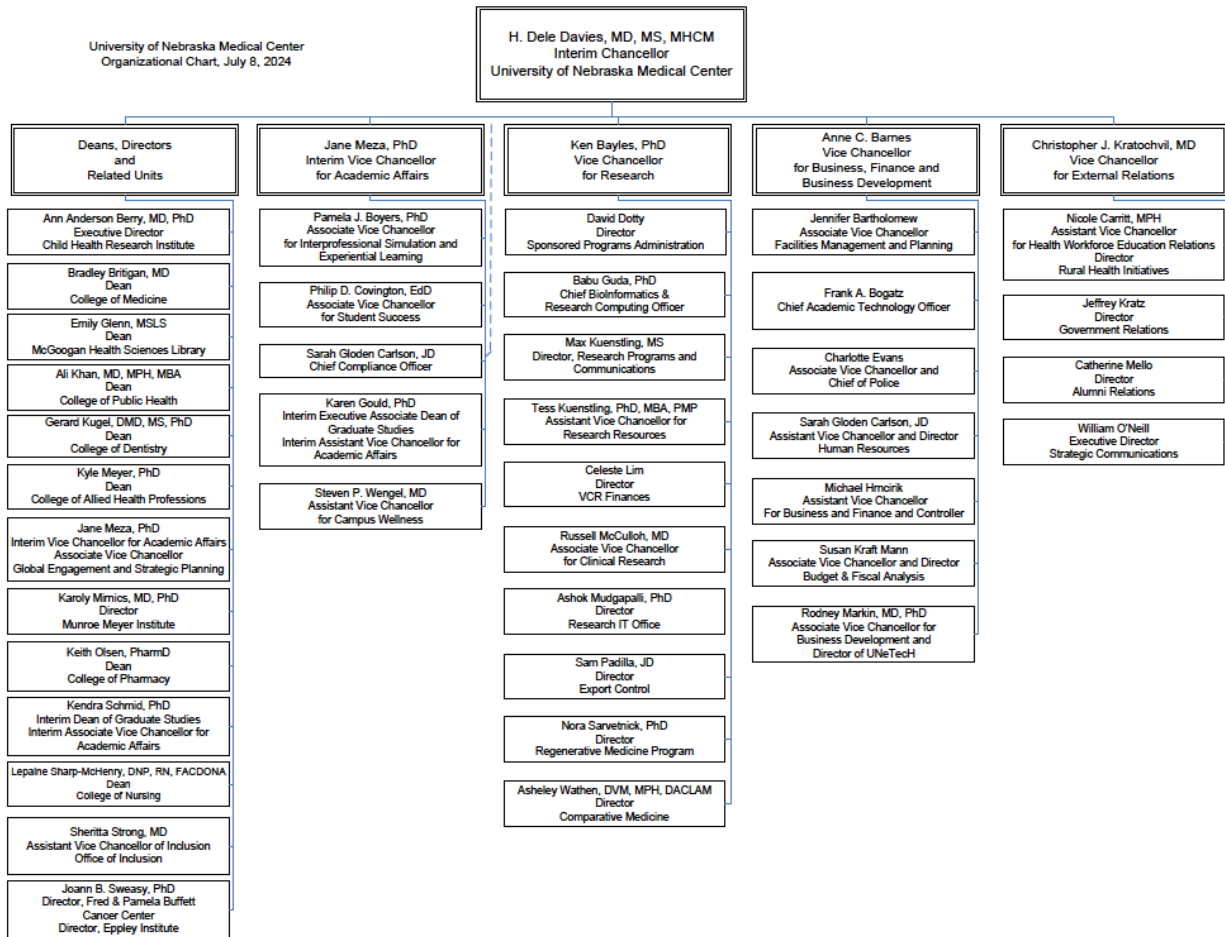 University of Nebraska Medical Center
Organizational Chart, July 8, 2024
H. Dele Davies, MD, MS, MHCM
Interim Chancellor
University of Nebraska Medical Center
Deans, Directors
and
Related Units
Ann Anderson Berry, MD, PhD
Executive Director
Child Health Research Institute
Bradley Britigan, MD
Dean
College of Medicine
Emily Glenn, MSLS
Dean
McGoogan Health Sciences Library
Ali Khan, MD, MPH, MBA
Dean
College of Public Health
Gerard Kugel, DMD, MS, PhD
Dean
College of Dentistry
Kyle Meyer, PhD
Dean
College of Allied Health Professions
Jane Meza, PhD
Interim Vice Chancellor for Academic Affairs
Associate Vice Chancellor
Global Engagement and Strategic Planning
Karoly Mirnics, MD, PhD
Director
Munroe Meyer Institute
Keith Olsen, PharmD
Dean
College of Pharmacy
Kendra Schmid, PhD
Interim Dean of Graduate Studies
Interim Associate Vice Chancellor for
Academic Affairs
Lepaine Sharp-McHenry, DNP, RN, FACDONA
Dean
College of Nursing
Sheritta Strong, MD
Assistant Vice Chancellor of Inclusion
Office of Inclusion
Joann B. Sweasy, PhD
Director, Fred & Pamela Buffett
Cancer Center
Director, Eppley Institute
Jane Meza, PhD
Interim Vice Chancellor
for Academic Affairs
Pamela J. Boyers, PhD
Associate Vice Chancellor
for Interprofessional Simulation and
Experiential Learning
Philip D. Covington, EdD
Associate Vice Chancellor
for Student Success
Sarah Gloden Carlson, JD
Chief Compliance Officer
Karen Gould, PhD
Interim Executive Associate Dean of
Graduate Studies
Interim Assistant Vice Chancellor for
Academic Affairs
Steven P. Wengel, MD
Assistant Vice Chancellor
for Campus Wellness
Ken Bayles, PhD
Vice Chancellor
for Research
David Dotty
Director
Sponsored Programs Administration
Babu Guda, PhD
Chief BioInformatics &
Research Computing Officer
Max Kuenstling, MS
Director, Research Programs and
Communications
Tess Kuenstling, PhD, MBA, PMP
Assistant Vice Chancellor for
Research Resources
Celeste Lim
Director
VCR Finances
Russell McCulloh, MD
Associate Vice Chancellor
for Clinical Research
Ashok Mudgapalli, PhD
Director
Research IT Office
Sam Padilla, JD
Director
Export Control
Nora Sarvetnick, PhD
Director
Regenerative Medicine Program
Asheley Wathen, DVM, MPH, DACLAM
Director
Comparative Medicine
Anne C. Barnes
Vice Chancellor
for Business, Finance and
Business Development
Jennifer Bartholomew
Associate Vice Chancellor
Facilities Management and Planning
Frank A. Bogatz
Chief Academic Technology Officer
Charlotte Evans
Associate Vice Chancellor and
Chief of Police
Sarah Gloden Carlson, JD
Assistant Vice Chancellor and Director
Human Resources
Michael Hrncirik
Assistant Vice Chancellor
For Business and Finance and Controller
Susan Kraft Mann
Associate Vice Chancellor and Director
Budget & Fiscal Analysis
Rodney Markin, MD, PhD
Associate Vice Chancellor for
Business Development and
Director of UNeTecH
Christopher J. Kratochvil, MD
Vice Chancellor
for External Relations
Nicole Carritt, MPH
Assistant Vice Chancellor
for Health Workforce Education Relations
Director
Rural Health Initiatives
Jeffrey Kratz
Director
Government Relations
Catherine Mello
Director
Alumni Relations
William O'Neill
Executive Director
Strategic Communications